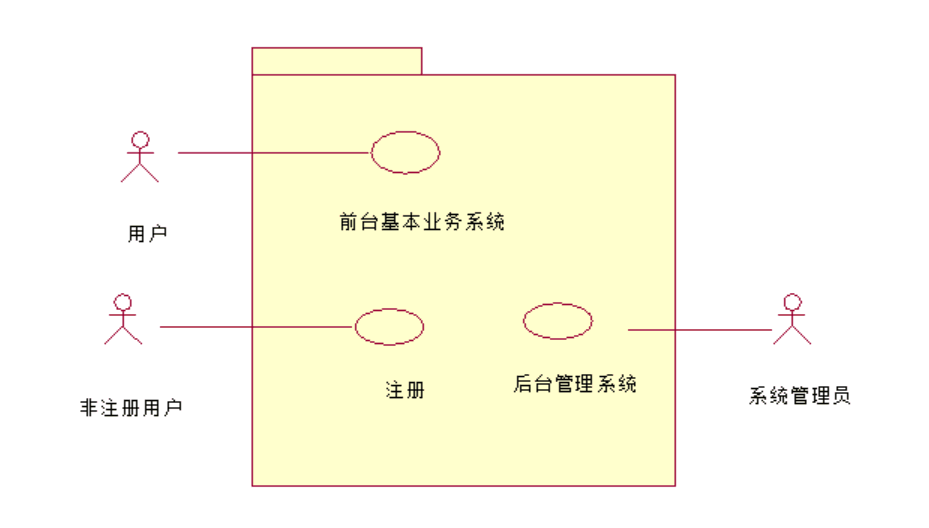 前台基本业务系统
用户
注册
后台管理系统
非注册用户
系统管理员